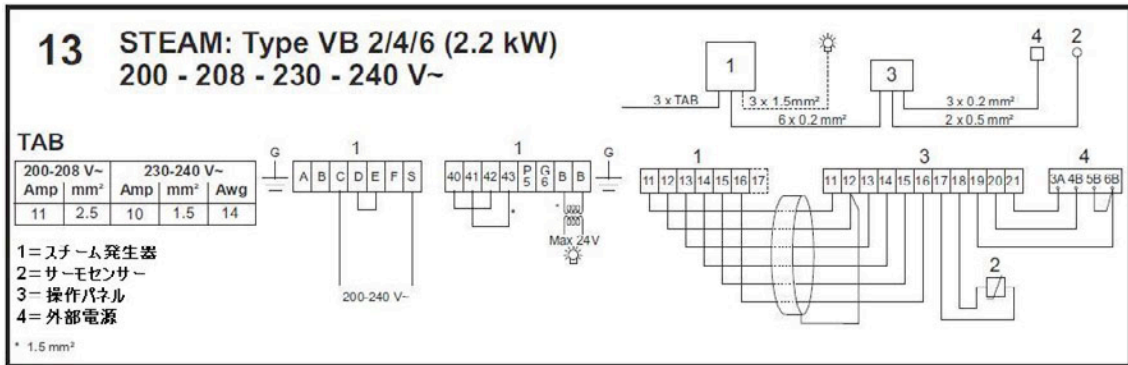 13 STEAM: Type VB 2/4/6 (2.2 kW)
200 - 208 - 230 - 240 V~
4 2
1 3
3 x TAB 3 x 1.5mm² 3 x 0.2 mm²
6 x 0.2 mm² 2 x 0.5 mm²
TAB
200-208 V~ 230-240 V~
Amp mm² Amp mm² Awg
11 2.5 10 1.5 14
G 1 1 G 1 3 4
A B C D E F S
40 41 42 43 P5 G6 B B
11 12 13 14 15 16 17
11 12 13 14 15 16 17 18 19 20 21
3A 4B 5B 6B
* *
Max 24V
2
200-240 V~
1=スチーム発生器
2=サーモセンサー
3=操作パネル
4=外部電源
* 1.5 mm²